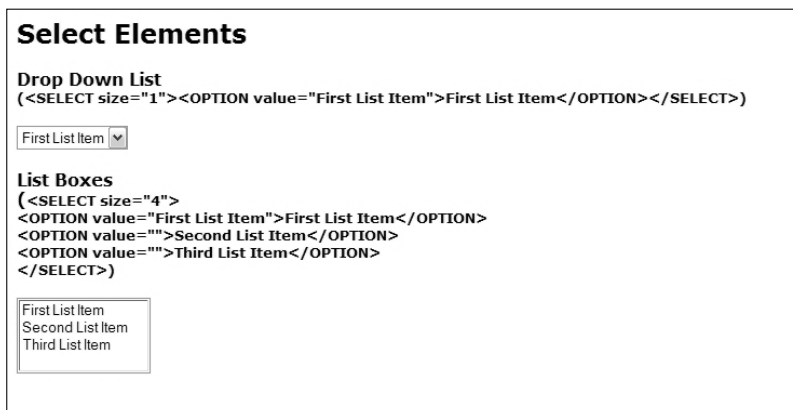 Select Elements
Drop Down List
(<SELECT size="1"><OPTION value="First List Item">First List Item</OPTION></SELECT>)
First List Item
List Boxes
(<SELECT size="4">
<OPTION value="First List Item">First List Item</OPTION>
<OPTION value="">Second List Item</OPTION>
<OPTION value="">Third List Item</OPTION>
</SELECT>)
First List Item
Second List Item
Third List Item